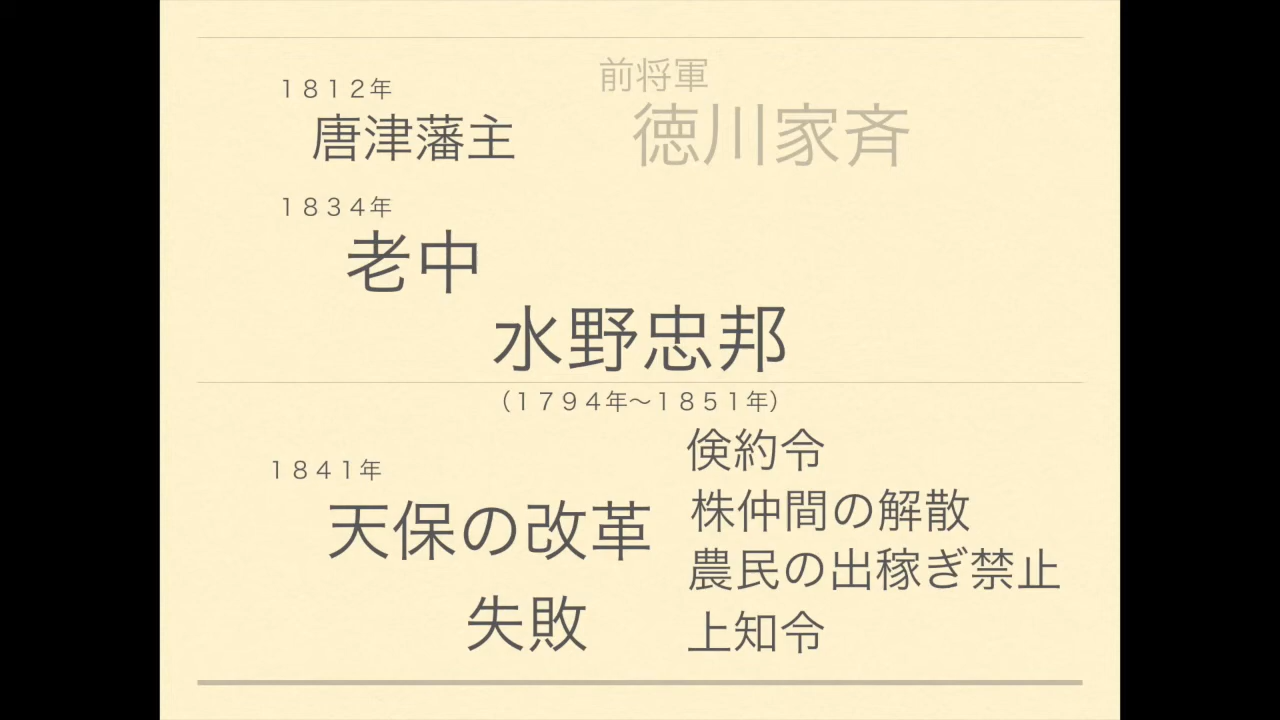 １８１２年
唐津藩主
前将軍
徳川家斉
１８３４年
老中
水野忠邦
（１７９４年〜１８５１年）
１８４１年
天保の改革
失敗
倹約令
株仲間の解散
農民の出稼ぎ禁止
上知令